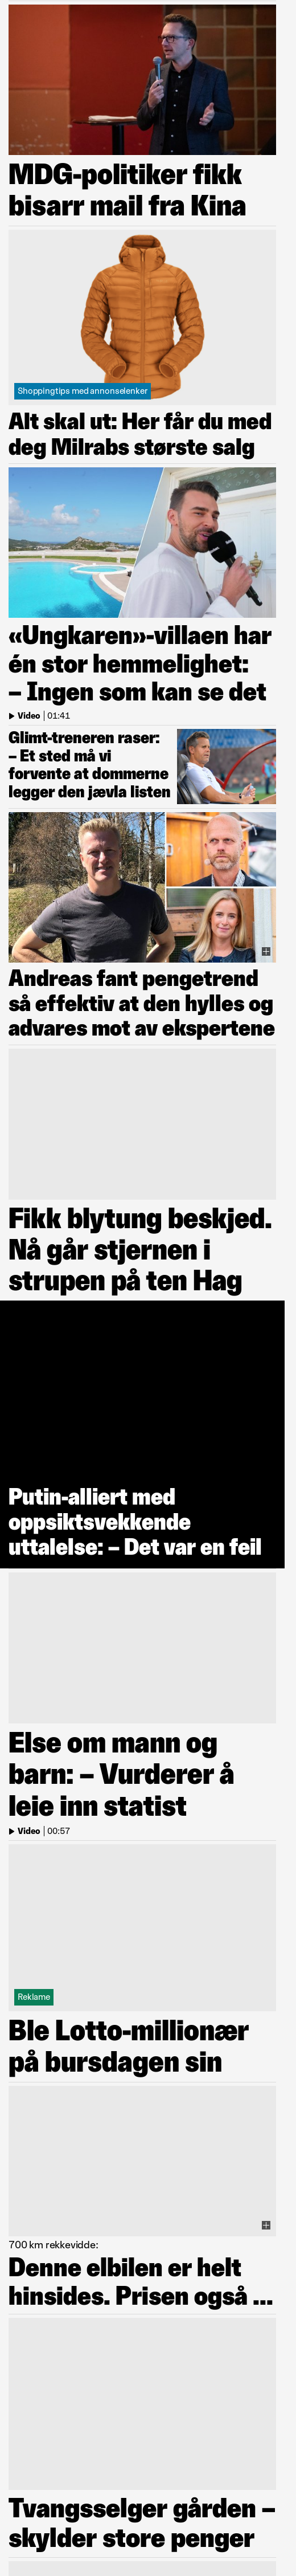 MDG-politiker fikk
bisarr mail fra Kina
Shoppingtips med annonselenker
Alt skal ut: Her får du med
deg Milrabs største salg
«Ungkaren»-villaen har
én stor hemmelighet:
– Ingen som kan se det
Video | 01:41
Glimt-treneren raser:
– Et sted må vi
forvente at dommerne
legger den jævla listen
Andreas fant pengetrend
så effektiv at den hylles og
advares mot av ekspertene
Fikk blytung beskjed.
Nå går stjernen i
strupen på ten Hag
Putin-alliert med
oppsiktsvekkende
uttalelse: – Det var en feil
Else om mann og
barn: – Vurderer å
leie inn statist
Video | 00:57
Reklame
Ble Lotto-millionær
på bursdagen sin
700 km rekkevidde:
Denne elbilen er helt
hinsides. Prisen også ...
Tvangsselger gården –
skylder store penger